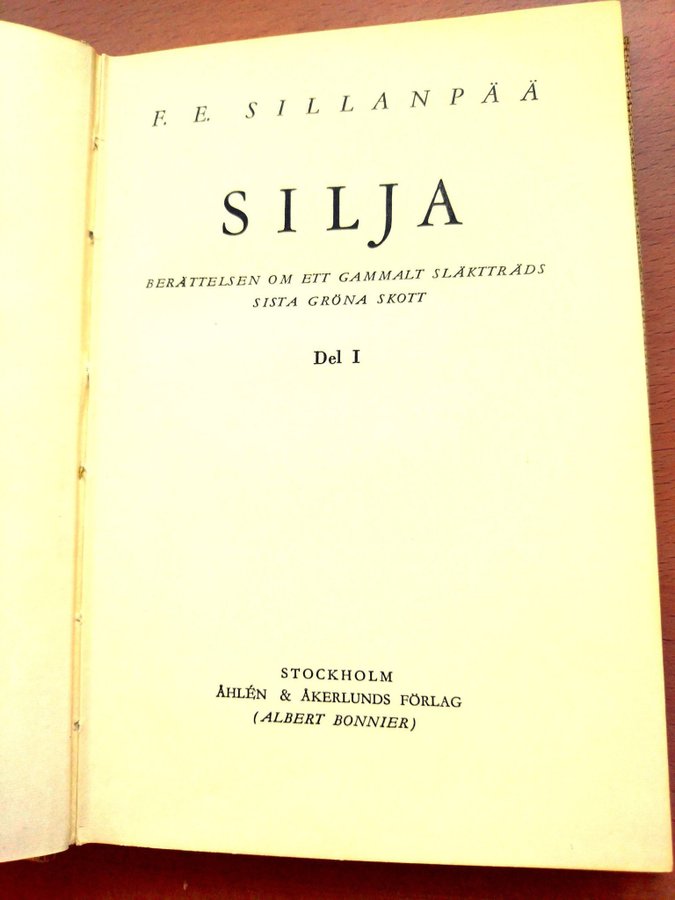 F. E. SILLANPÄÄ
SILJA
BERÄTTELSEN OM ETT GAMMALT SLÄKTTRÄDS
SISTA GRÖNA SKOTT
Del I
STOCKHOLM
ÅHLÉN & ÅKERLUNDS FÖRLAG
(ALBERT BONNIER)